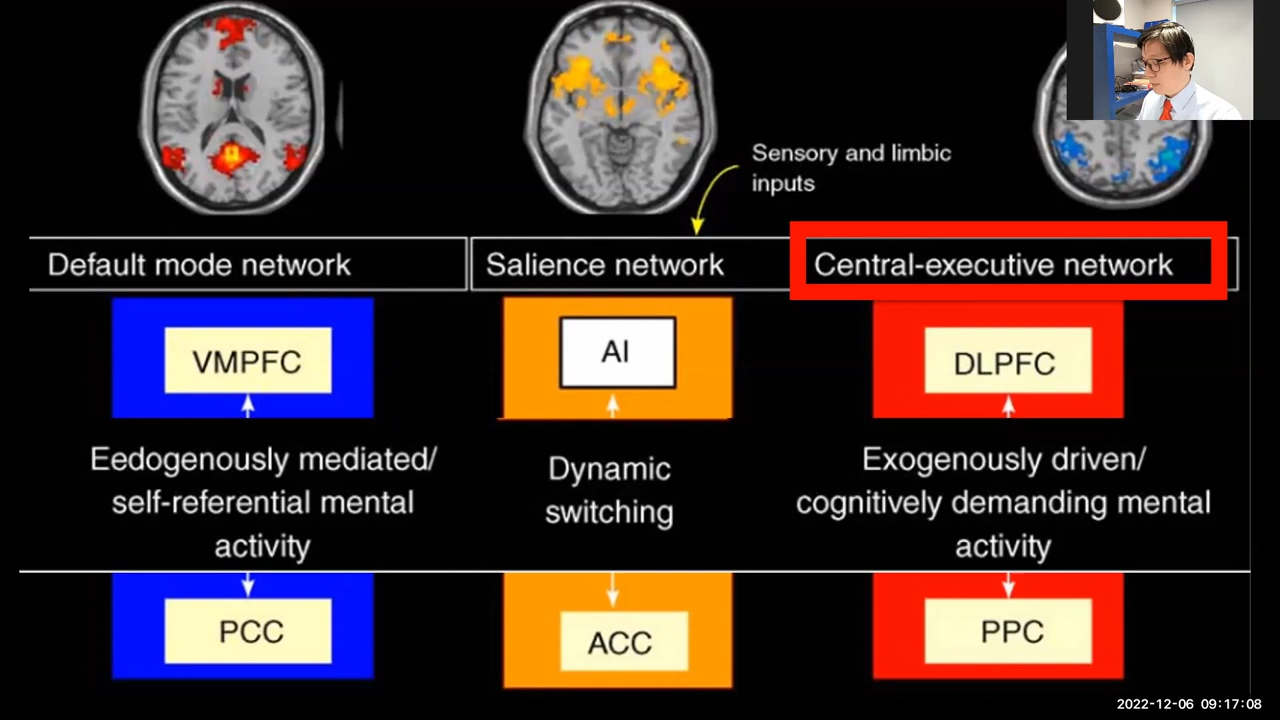 Sensory and limbic
inputs
Default mode network
Salience network
Central-executive network
VMPFC
AI
DLPFC
Eedogenously mediated/
self-referential mental
activity
Dynamic
switching
Exogenously driven/
cognitively demanding mental
activity
PCC
ACC
PPC
2022-12-06 09:17:08